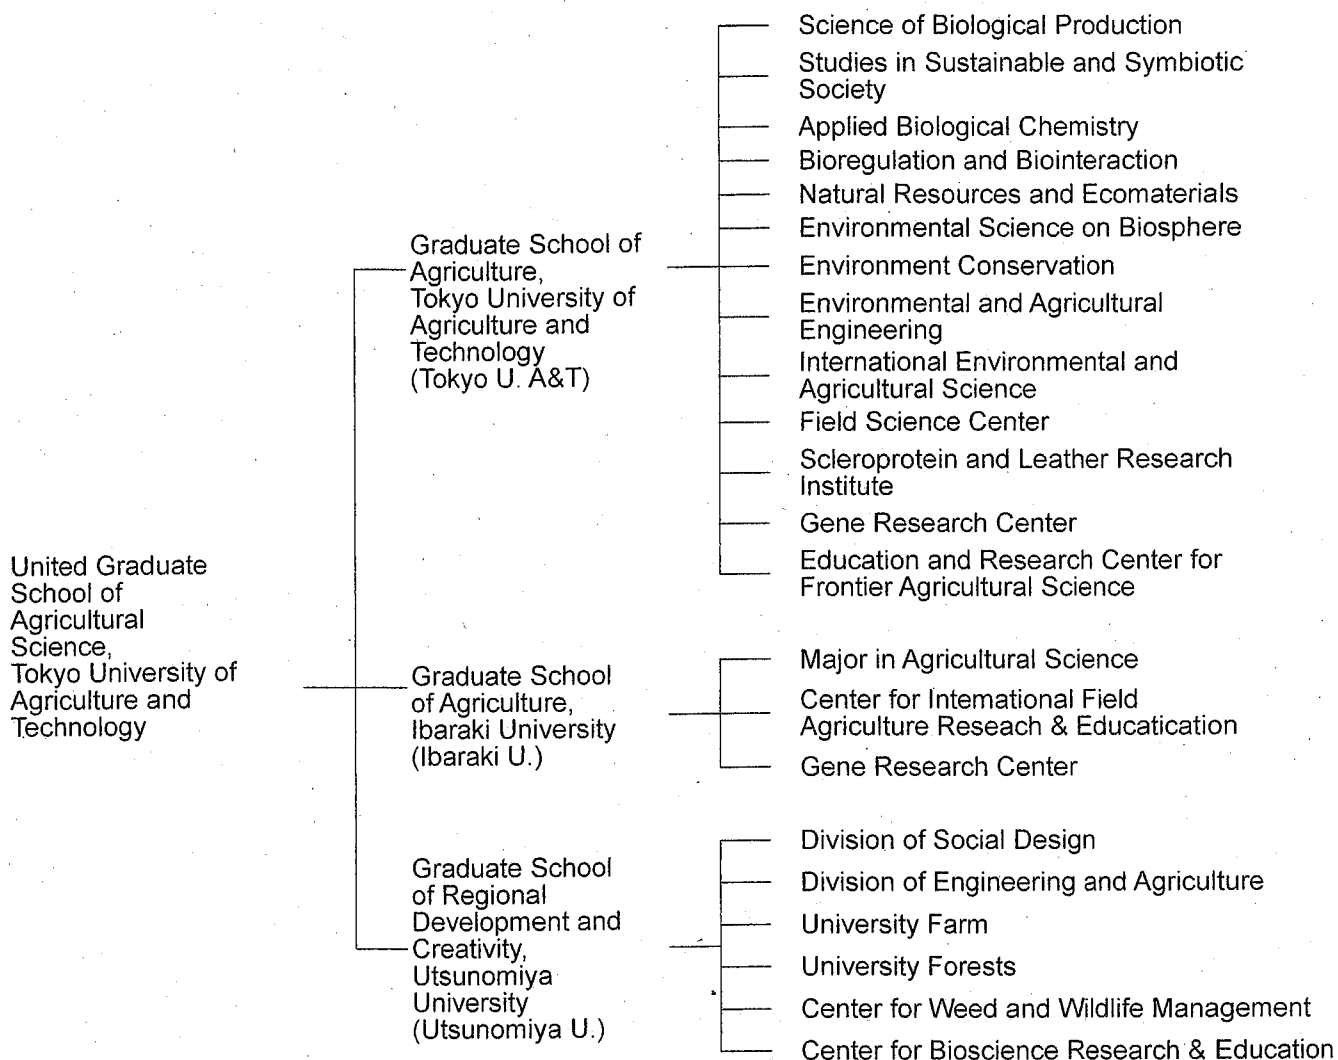 United Graduate
School of
Agricultural
Science,
Tokyo University of
Agriculture and
Technology
Graduate School of
Agriculture,
Tokyo University of
Agriculture and
Technology
(Tokyo U. A&T)
Science of Biological Production
Studies in Sustainable and Symbiotic
Society
Applied Biological Chemistry
Bioregulation and Biointeraction
Natural Resources and Ecomaterials
Environmental Science on Biosphere
Environment Conservation
Environmental and Agricultural
Engineering
International Environmental and
Agricultural Science
Field Science Center
Scleroprotein and Leather Research
Institute
Gene Research Center
Education and Research Center for
Frontier Agricultural Science
Graduate School
of Agriculture,
Ibaraki University
(Ibaraki U.)
Major in Agricultural Science
Center for International Field
Agriculture Reseach & Educatication
Gene Research Center
Graduate School
of Regional
Development and
Creativity,
Utsunomiya
University
(Utsunomiya U.)
Division of Social Design
Division of Engineering and Agriculture
University Farm
University Forests
Center for Weed and Wildlife Management
Center for Bioscience Research & Education